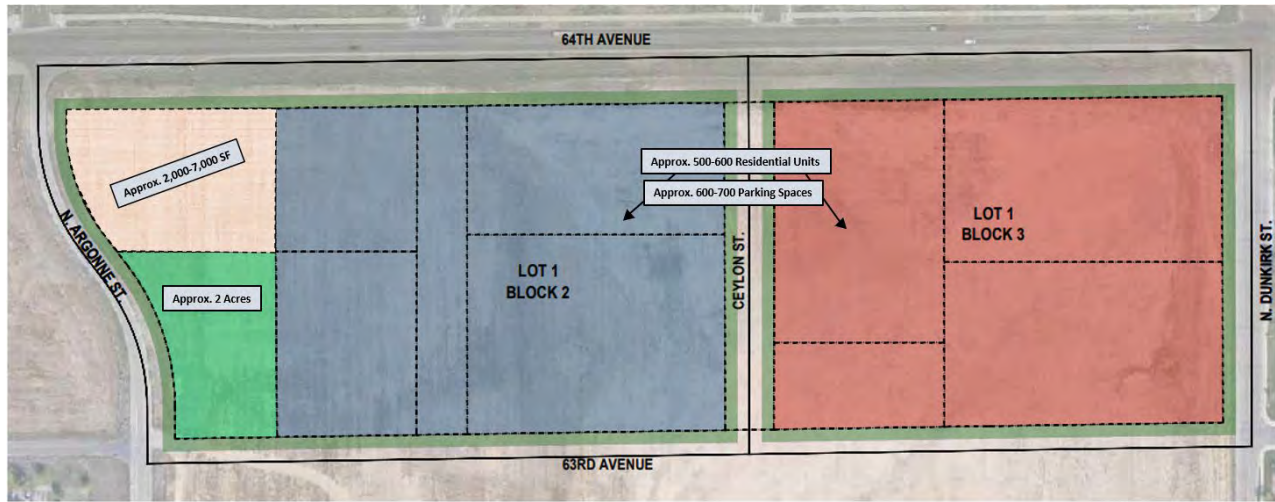 64TH AVENUE
Approx. 2,000-7,000 SF
Approx. 500-600 Residential Units
Approx. 600-700 Parking Spaces
N. ARGONNE ST.
LOT 1
BLOCK 3
CEYLON ST.
N. DUNKIRK ST.
LOT 1
BLOCK 2
Approx. 2 Acres
63RD AVENUE